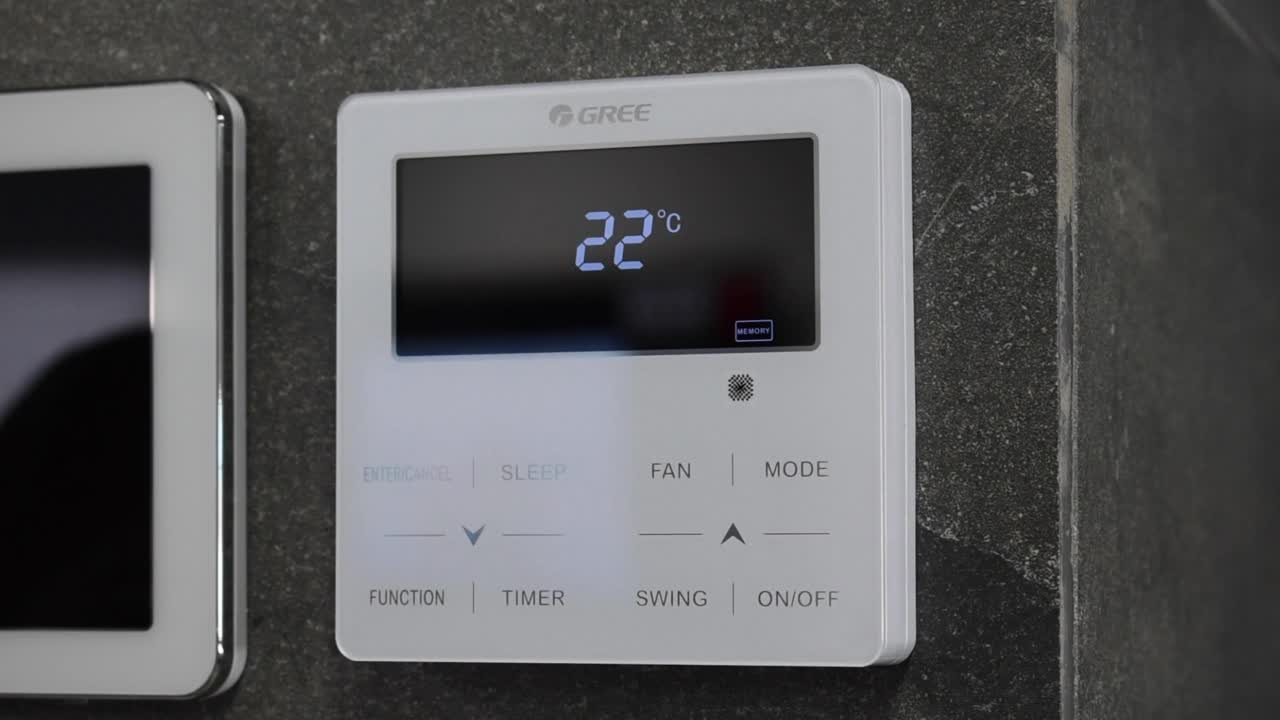 GREE
22°C
MEMORY
ENTER/CANCEL SLEEP FAN MODE
FUNCTION TIMER SWING ON/OFF